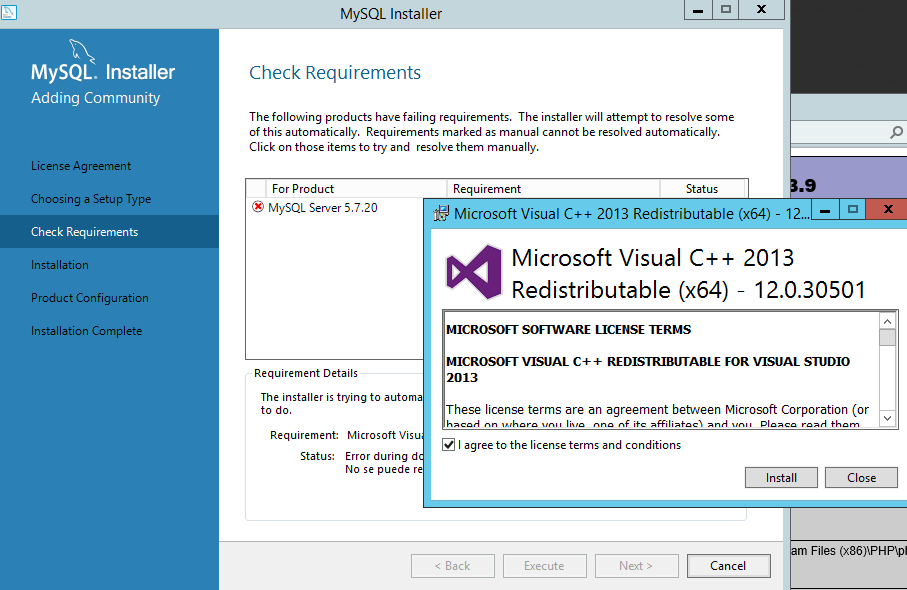 MySQL Installer
MySQL. Installer
Adding Community
License Agreement
Choosing a Setup Type
Check Requirements
Installation
Product Configuration
Installation Complete
Check Requirements
The following products have failing requirements. The installer will attempt to resolve some
of this automatically. Requirements marked as manual cannot be resolved automatically.
Click on those items to try and resolve them manually.
For Product Requirement Status
MySQL Server 5.7.20
Requirement Details
The installer is trying to automa
to do.
Requirement: Microsoft Visu
Status: Error during do
No se puede re
< Back Execute Next > Cancel
Microsoft Visual C++ 2013 Redistributable (x64) - 12...
Microsoft Visual C++ 2013
Redistributable (x64) - 12.0.30501
MICROSOFT SOFTWARE LICENSE TERMS
MICROSOFT VISUAL C++ REDISTRIBUTABLE FOR VISUAL STUDIO
2013
These license terms are an agreement between Microsoft Corporation (or
based on where you live, one of its affiliates) and you. Please read them
I agree to the license terms and conditions
Install Close
3.9
am Files (x86)\PHP\pl